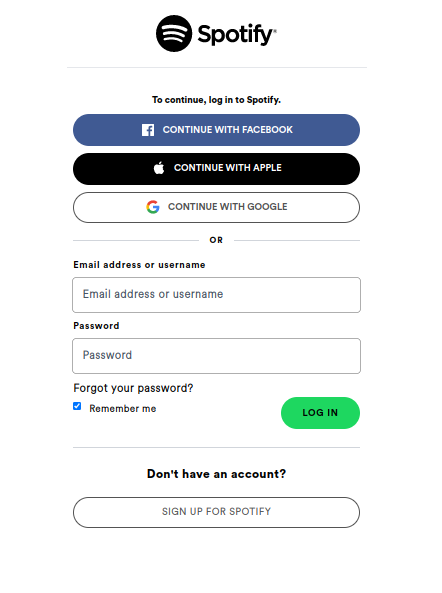 Spotify®
To continue, log in to Spotify.
CONTINUE WITH FACEBOOK
CONTINUE WITH APPLE
CONTINUE WITH GOOGLE
OR
Email address or username
Email address or username
Password
Password
Forgot your password?
Remember me
LOG IN
Don't have an account?
SIGN UP FOR SPOTIFY